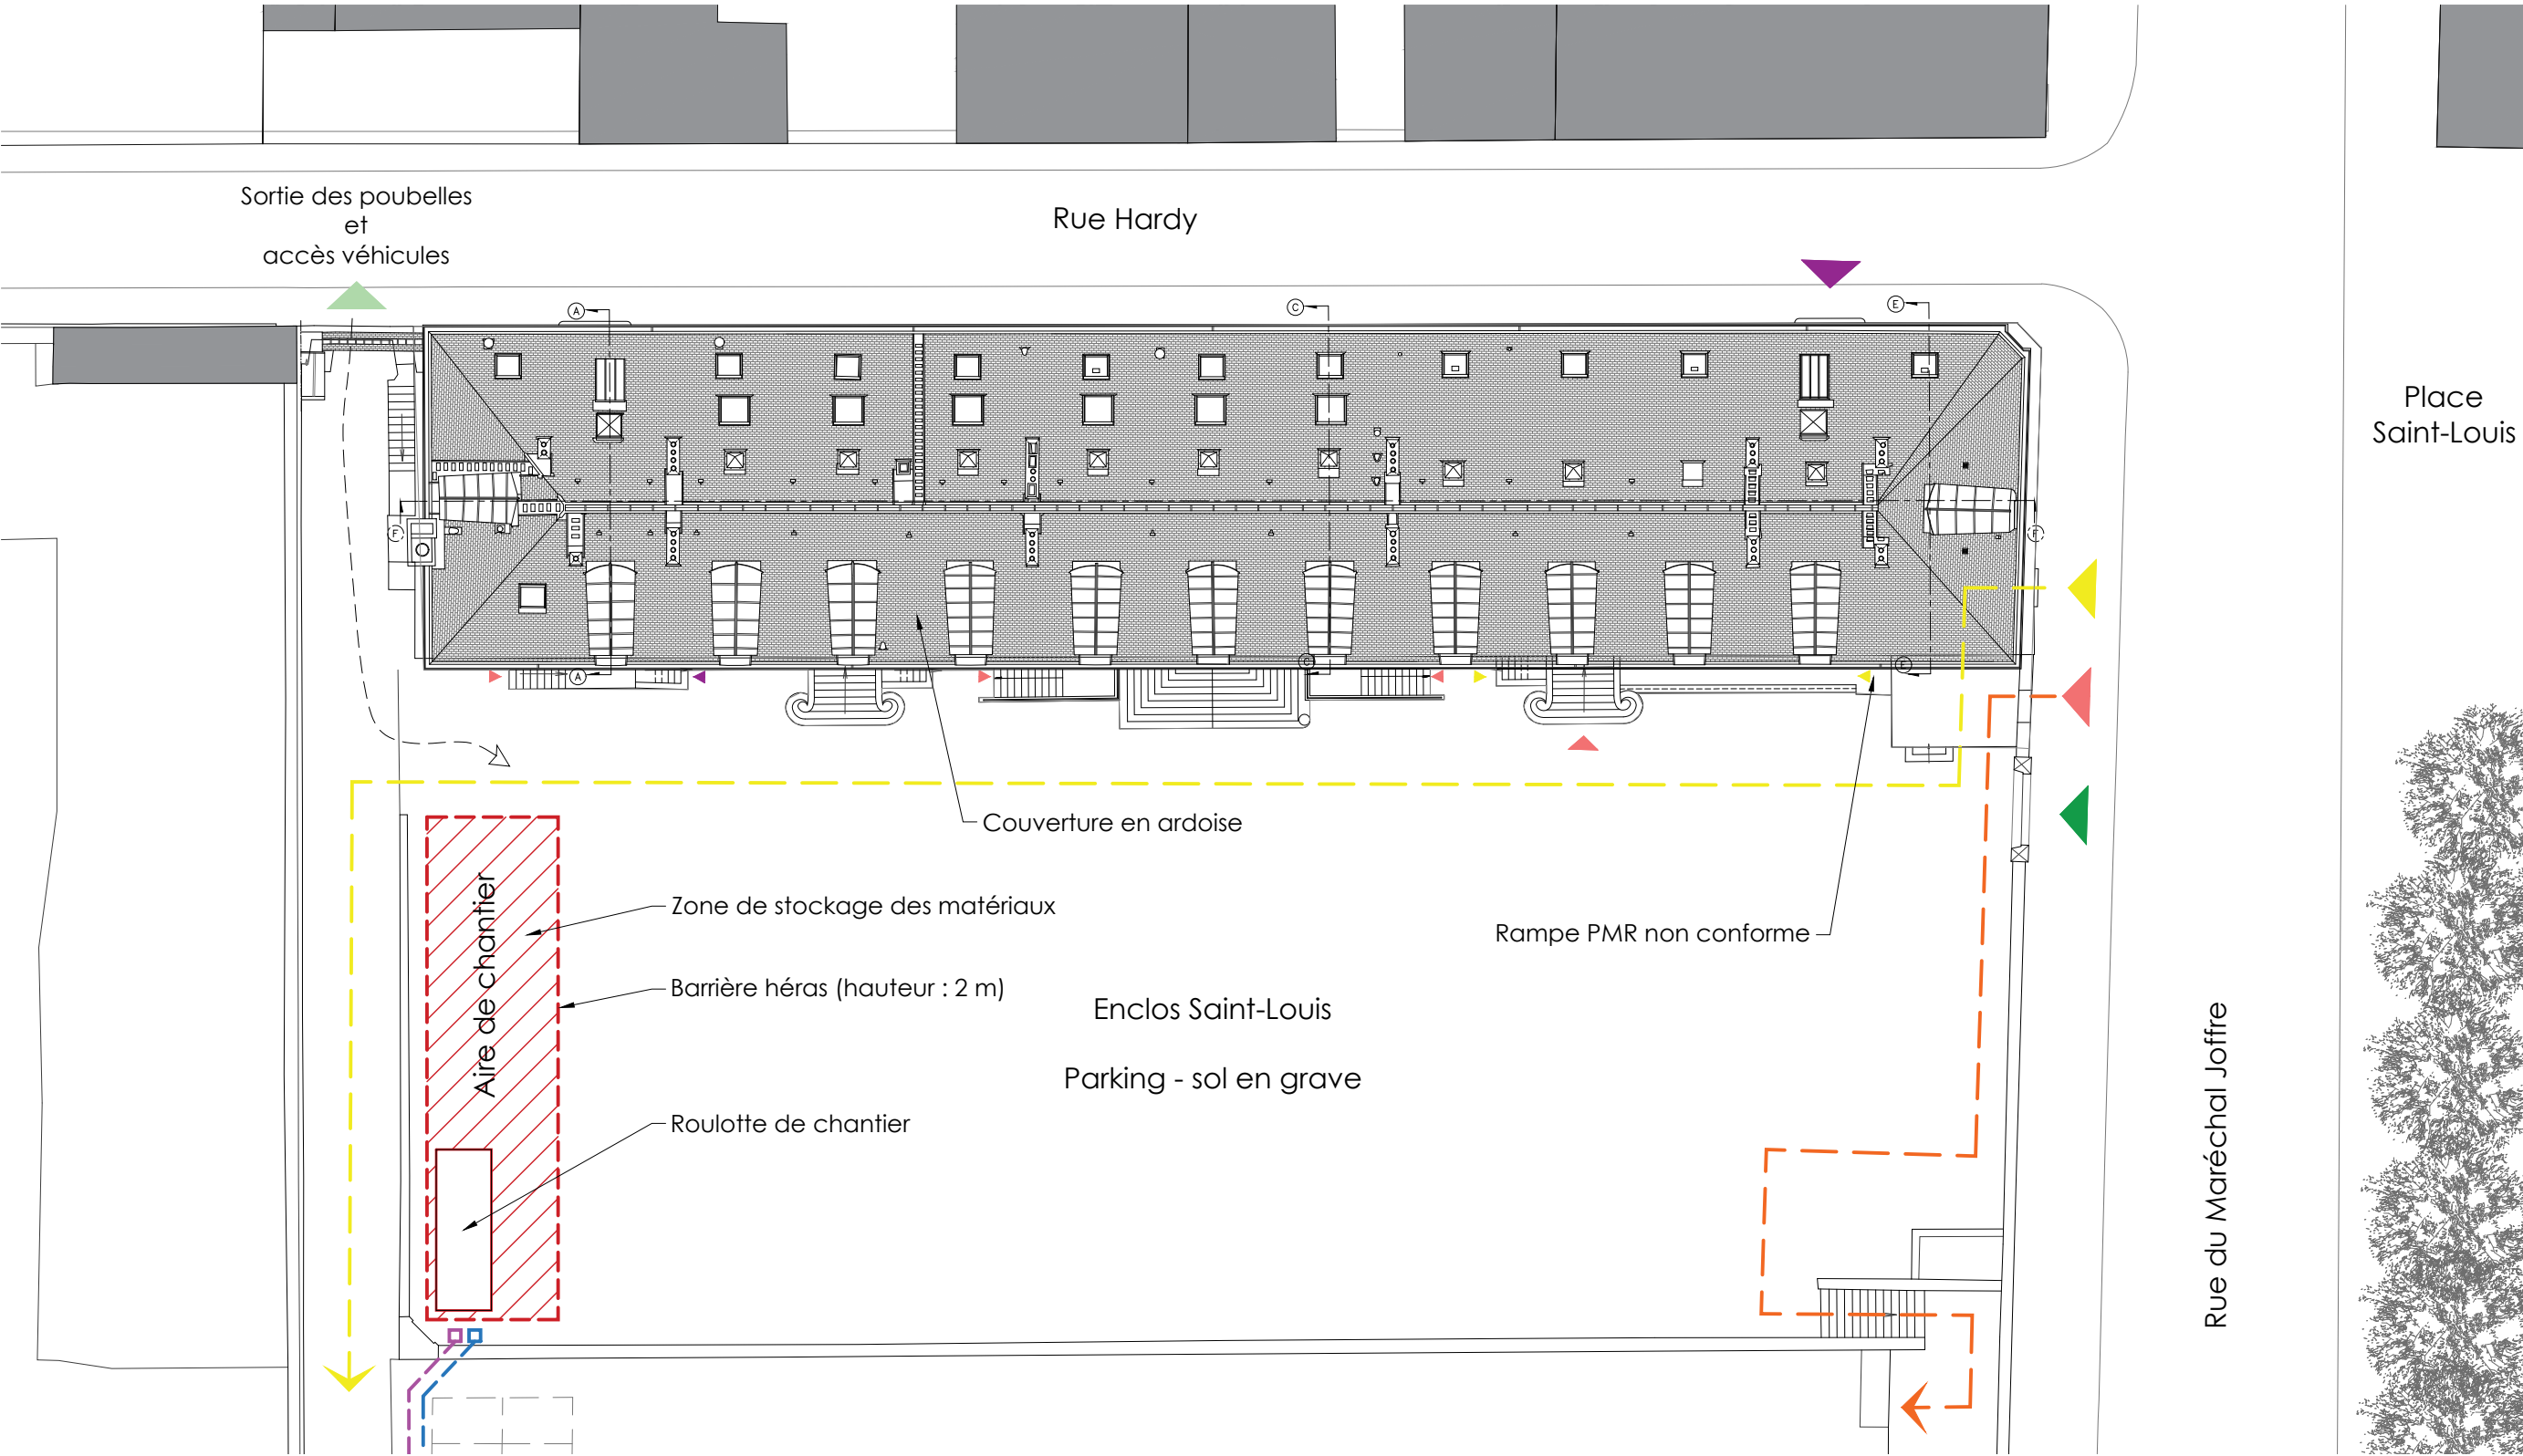 Sortie des poubelles
et
accès véhicules
Rue Hardy
Place
Saint-Louis
A
C
E
F
F
A
C
E
Couverture en ardoise
Aire de chantier
Zone de stockage des matériaux
Rampe PMR non conforme
Barrière héras (hauteur : 2 m)
Enclos Saint-Louis
Parking - sol en grave
Roulotte de chantier
Rue du Maréchal Joffre